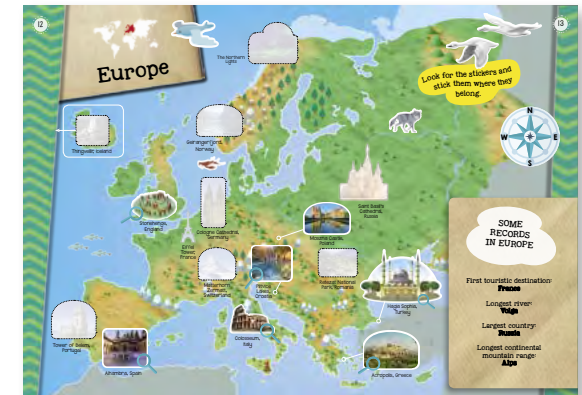 12
13
Europe
The Northern
Lights
Look for the stickers and
stick them where they
belong.
Thingvellir, Iceland
Geirangerfjord,
Norway
N
W
E
S
Stonehenge,
England
Cologne Cathedral,
Germany
Saint Basil's
Cathedral,
Russia
Eiffel
Tower,
France
Malbork Castle,
Poland
Matterhorn,
Zermatt,
Switzerland
Plitvice
Lakes,
Croatia
Retezat National
Park, Romania
Hagia Sophia,
Turkey
Tower of Belem,
Portugal
Alhambra, Spain
Colosseum,
Italy
Acropolis, Greece
SOME
RECORDS
IN EUROPE
First touristic destination:
France
Longest river:
Volga
Largest country:
Russia
Longest continental
mountain range:
Alps